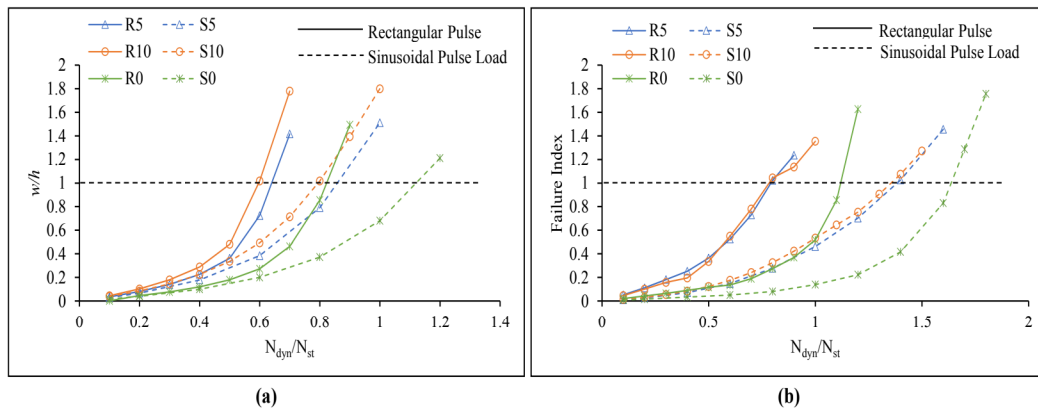 R5 S5 Rectangular Pulse
R10 S10 Sinusoidal Pulse Load
R0 S0
2
1.8
1.6
1.4
1.2
1
0.8
0.6
0.4
0.2
0
w/h
0 0.2 0.4 0.6 0.8 1 1.2 1.4
Ndyn/Nst
(a)
R5 S5 Rectangular Pulse
R10 S10 Sinusoidal Pulse Load
R0 S0
2
1.8
1.6
1.4
1.2
1
0.8
0.6
0.4
0.2
0
Failure Index
0 0.5 1 1.5 2
Ndyn/Nst
(b)